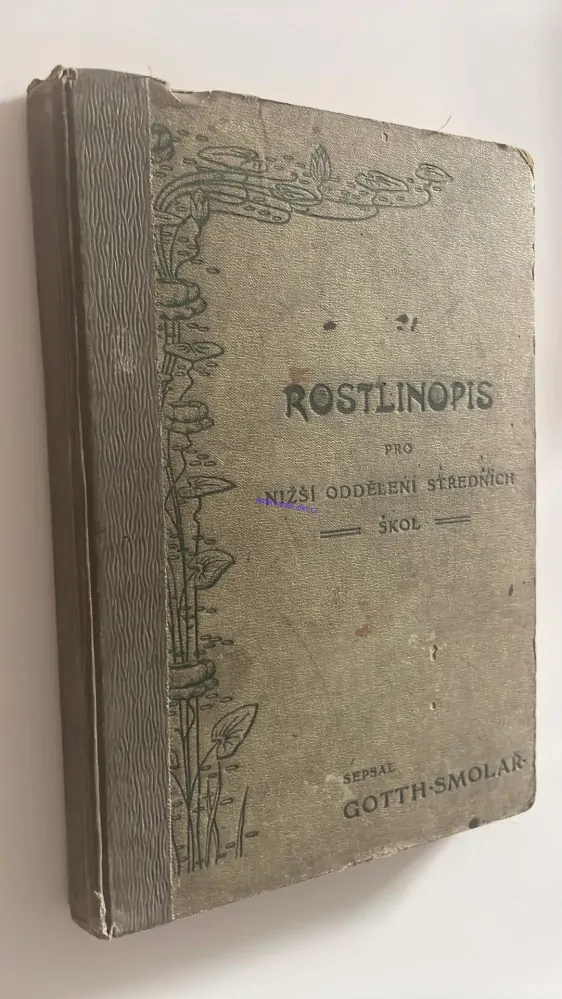 ROSTLINOPIS
PRO
NIŽŠÍ ODDĚLENÍ STŘEDNÍCH
ŠKOL
SEPSAL
GOTTH·SMOLAŘ·